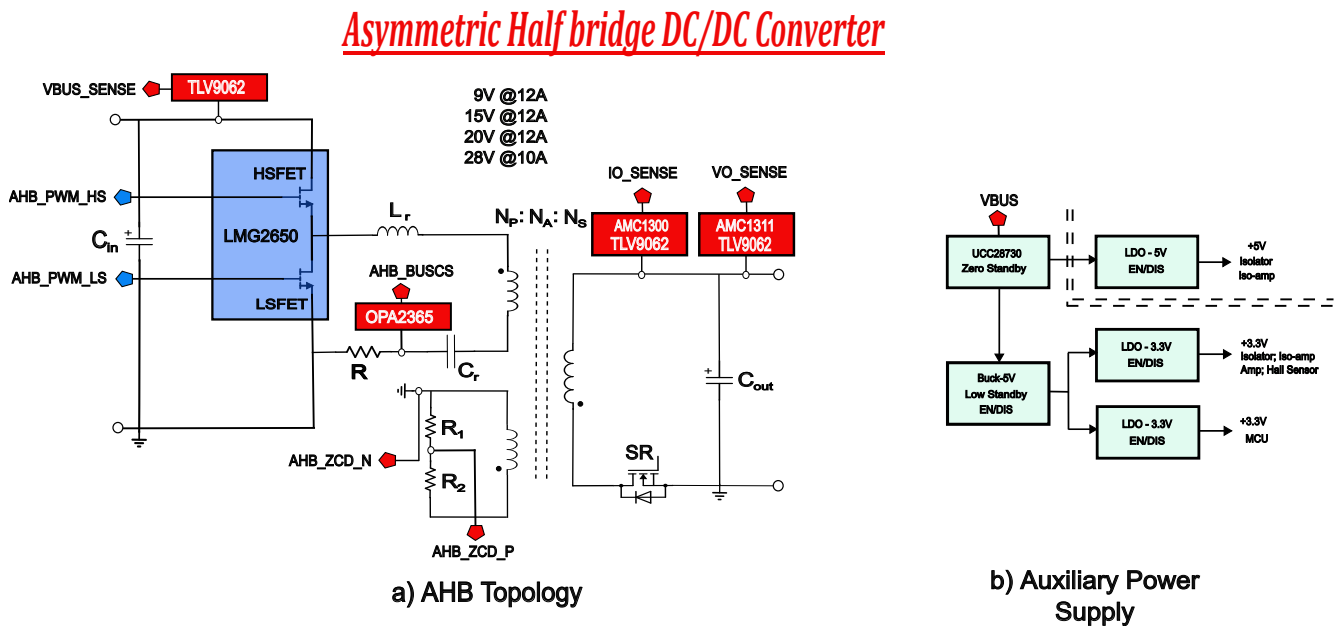 Asymmetric Half bridge DC/DC Converter
VBUS_SENSE
TLV9062
9V @12A
15V @12A
20V @12A
28V @10A
HSFET
AHB_PWM_HS
LMG2650
AHB_PWM_LS
LSFET
Cin
Lr
NP: NA: NS
AHB_BUSCS
OPA2365
R
Cr
IO_SENSE
AMC1300
TLV9062
VO_SENSE
AMC1311
TLV9062
Cout
SR
R1
R2
AHB_ZCD_N
AHB_ZCD_P
a) AHB Topology
VBUS
UCC28730
Zero Standby
LDO - 5V
EN/DIS
+5V
Isolator
Iso-amp
Buck-5V
Low Standby
EN/DIS
LDO - 3.3V
EN/DIS
+3.3V
Isolator; Iso-amp
Amp; Hall Sensor
LDO - 3.3V
EN/DIS
+3.3V
MCU
b) Auxiliary Power
Supply